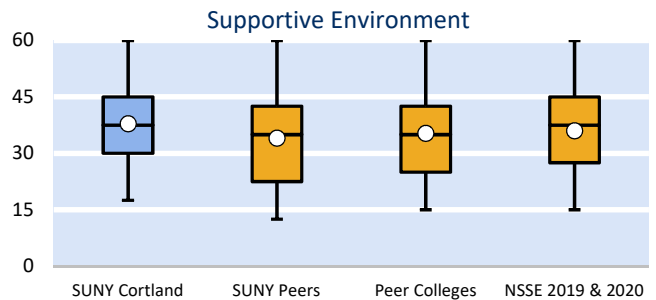 Supportive Environment
60
45
30
15
0
SUNY Cortland SUNY Peers Peer Colleges NSSE 2019 & 2020